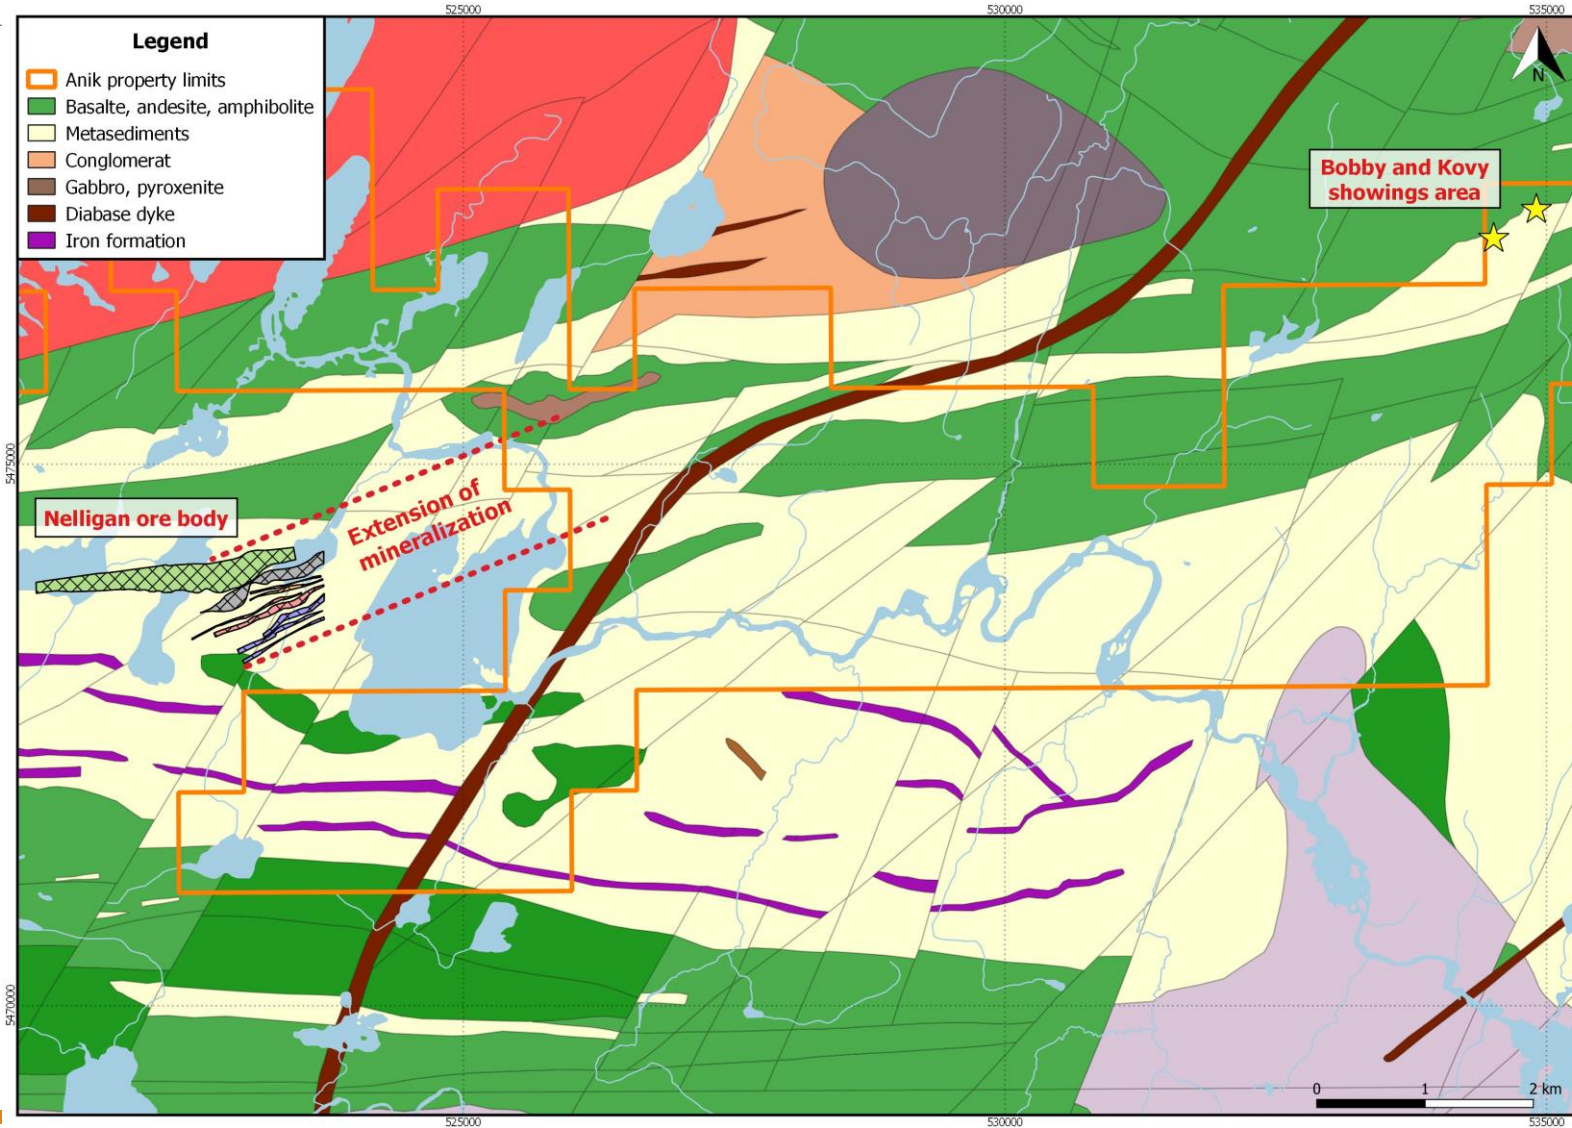 525000
530000
535000
Legend
Anik property limits
Basalte, andesite, amphibolite
Metasediments
Conglomerat
Gabbro, pyroxenite
Diabase dyke
Iron formation
N
Bobby and Kovy
showings area
5475000
Nelligan ore body
Extension of
mineralization
5470000
0 1 2 km
525000
530000
535000